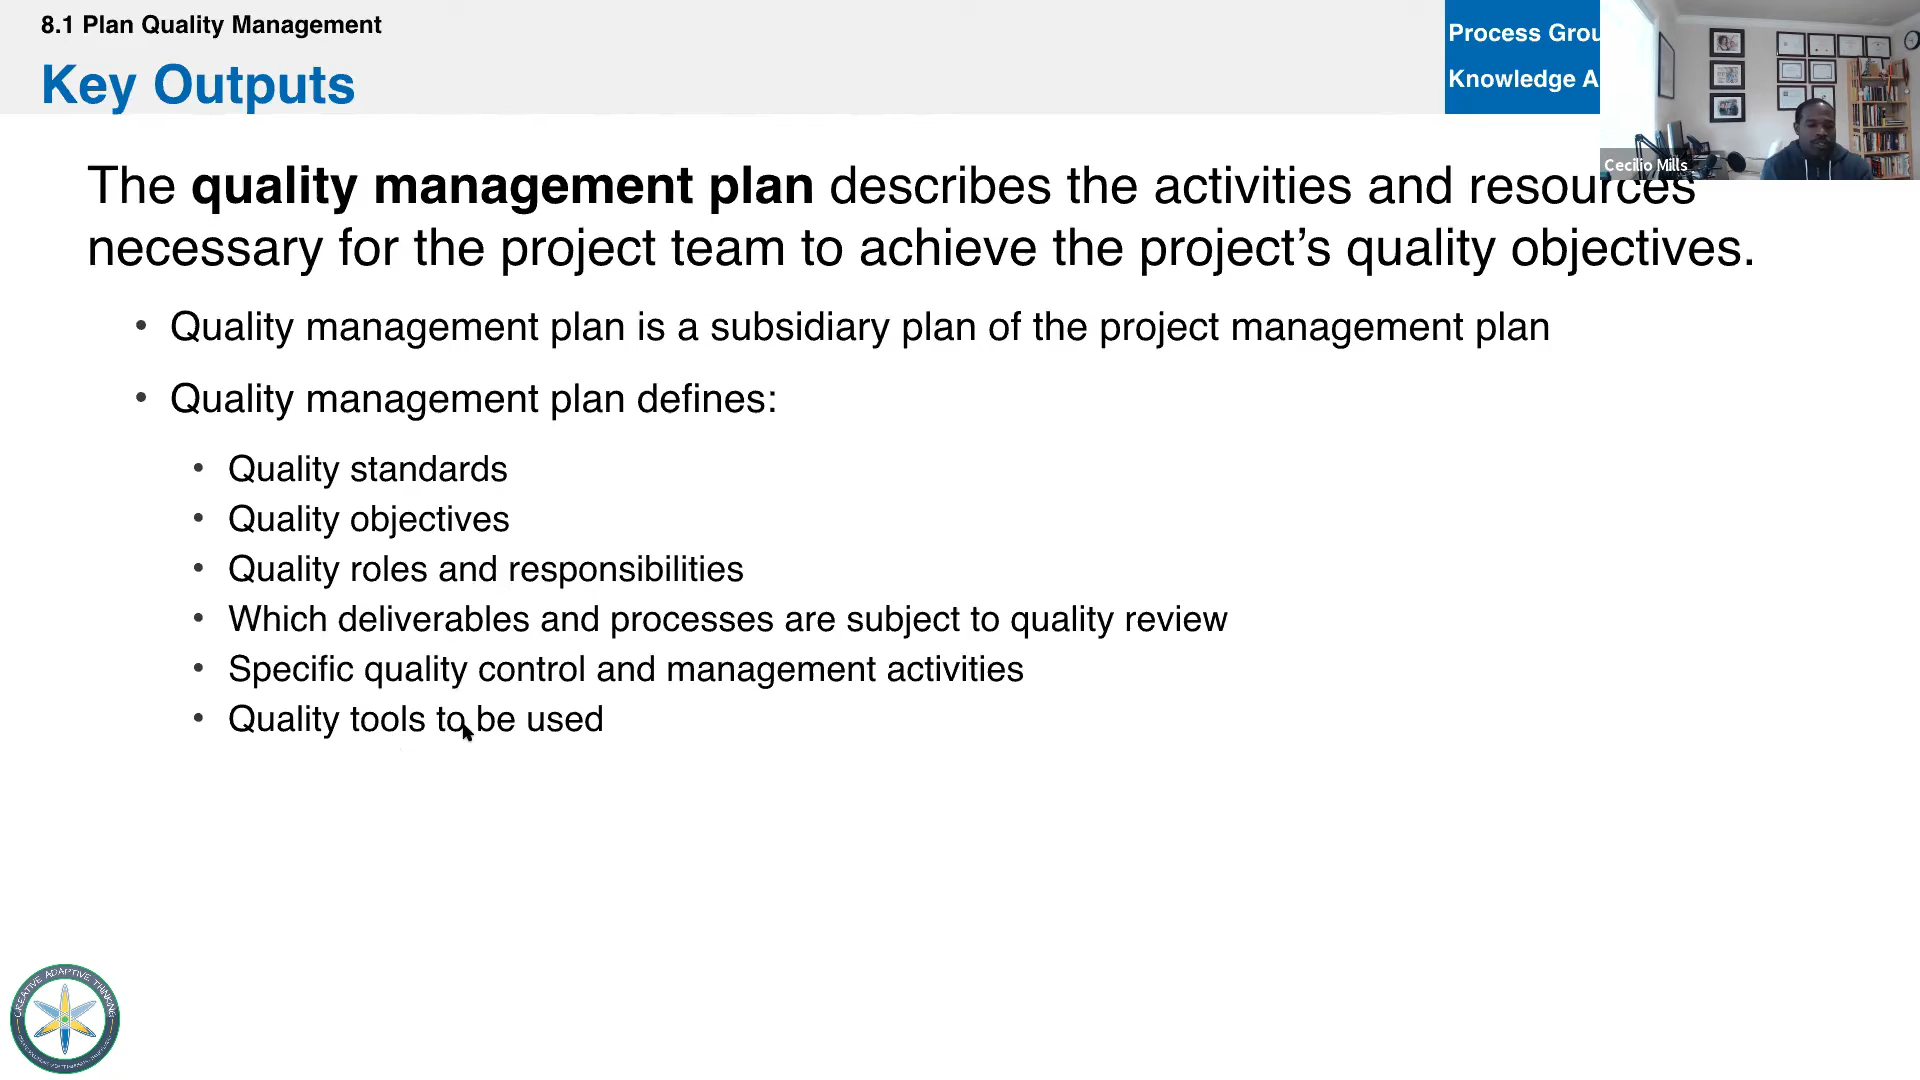 8.1 Plan Quality Management
Key Outputs
Process Grou
Knowledge A
Cecilio Mills
The quality management plan describes the activities and resources
necessary for the project team to achieve the project’s quality objectives.
• Quality management plan is a subsidiary plan of the project management plan
• Quality management plan defines:
• Quality standards
• Quality objectives
• Quality roles and responsibilities
• Which deliverables and processes are subject to quality review
• Specific quality control and management activities
• Quality tools to be used
CREATIVE ADAPTIVE THINKING